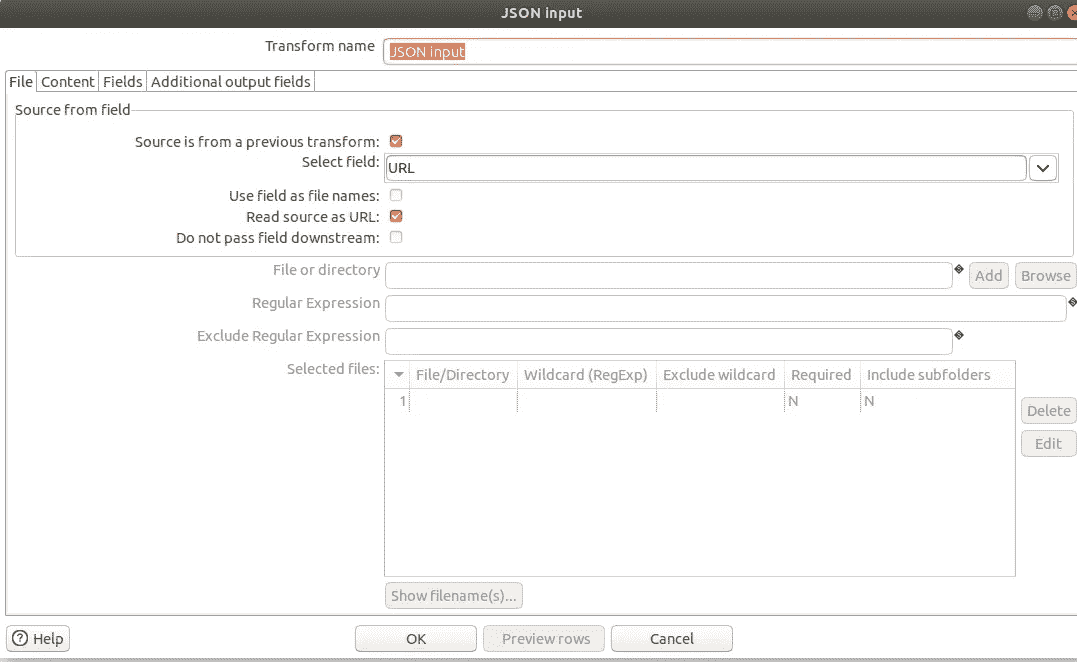 JSON input
Transform name JSON input
File Content Fields Additional output fields
Source from field
Source is from a previous transform:
Select field: URL
Use field as file names:
Read source as URL:
Do not pass field downstream:
File or directory Add Browse
Regular Expression
Exclude Regular Expression
Selected files: File/Directory Wildcard (RegExp) Exclude wildcard Required Include subfolders
1 N N
Delete
Edit
Show filename(s)...
Help OK Preview rows Cancel